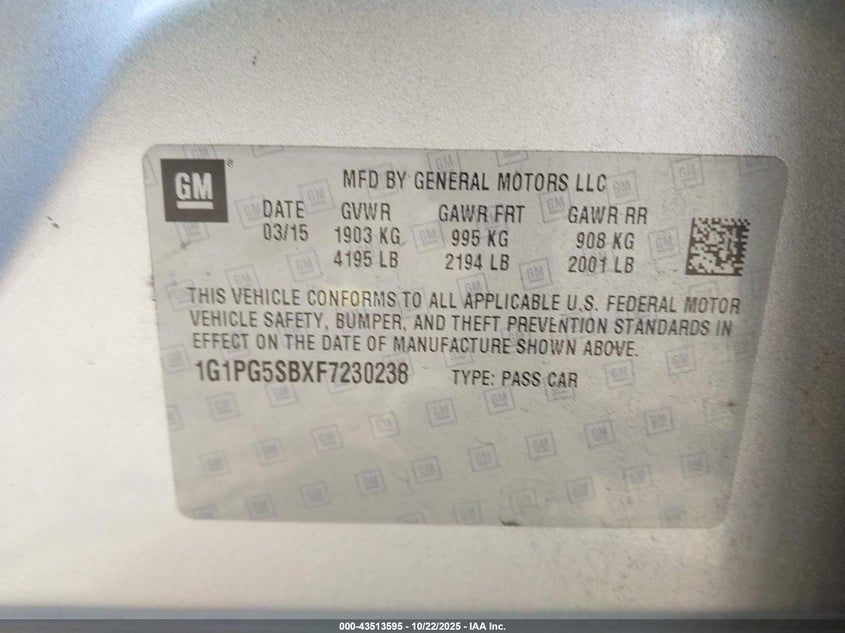 GM®
MFD BY GENERAL MOTORS LLC
DATE GVWR GAWR FRT GAWR RR
03/15 1903 KG 995 KG 908 KG
4195 LB 2194 LB 2001 LB
THIS VEHICLE CONFORMS TO ALL APPLICABLE U.S. FEDERAL MOTOR
VEHICLE SAFETY, BUMPER, AND THEFT PREVENTION STANDARDS IN
EFFECT ON THE DATE OF MANUFACTURE SHOWN ABOVE.
1G1PG5SBXF7230238 TYPE: PASS CAR
000-43513595 - 10/22/2025 - IAA Inc.